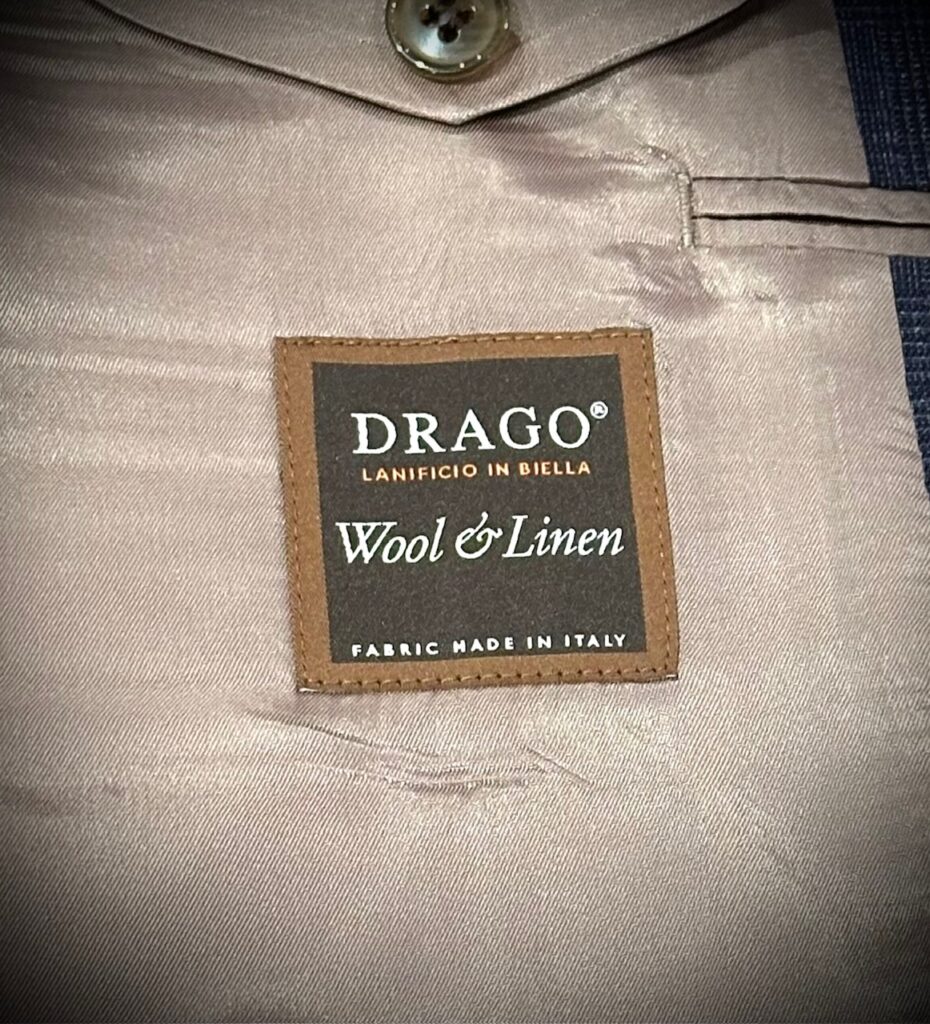 DRAGO®
LANIFICIO IN BIELLA
Wool & Linen
FABRIC MADE IN ITALY